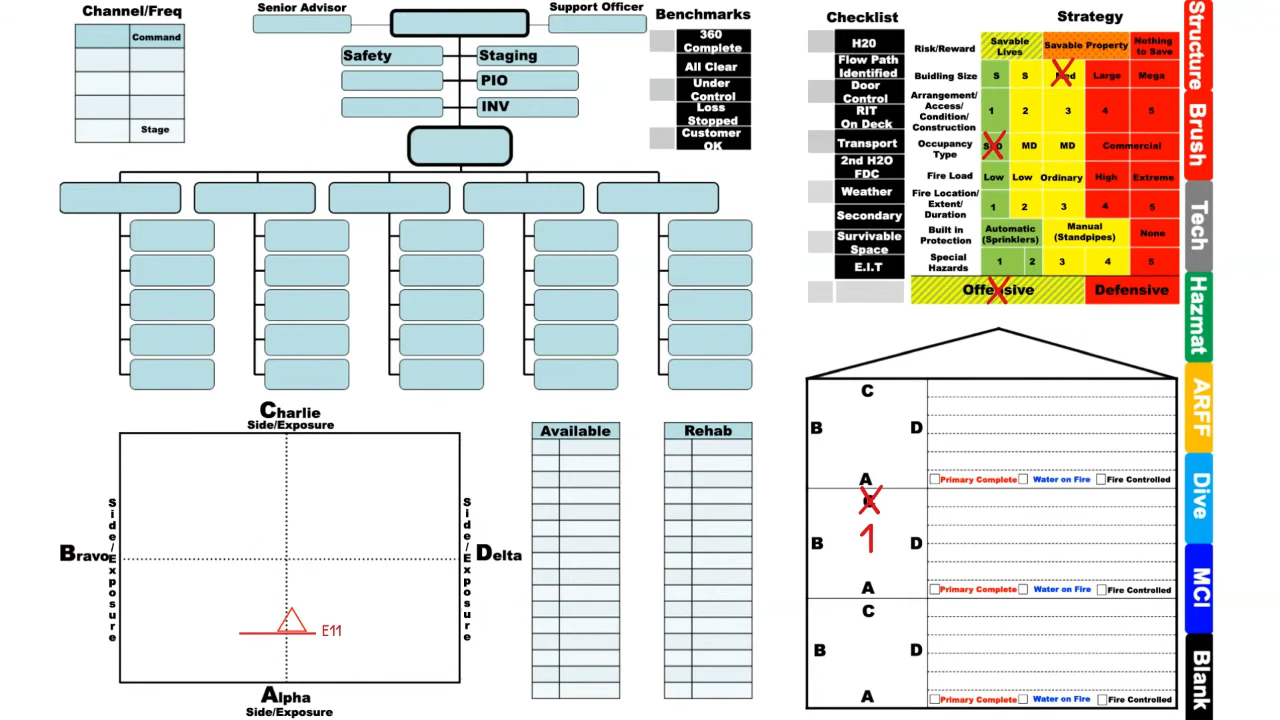 Channel/Freq
Command
Stage
Senior Advisor
Support Officer
Safety
Staging
PIO
INV
Benchmarks
360 Complete
All Clear
Under Control
Loss Stopped
Customer OK
Checklist
H20
Flow Path Identified
Door Control
RIT On Deck
Transport
2nd H2O FDC
Weather
Secondary
Survivable Space
E.I.T
Strategy
Risk/Reward
Savable Lives
Savable Property
Nothing to Save
Buidling Size
S
S
Large
Mega
Arrangement/
Access/
Condition/
Construction
1
2
3
4
5
Occupancy Type
MD
MD
Commercial
Fire Load
Low
Low
Ordinary
High
Extreme
Fire Location/
Extent/
Duration
1
2
3
4
5
Built in Protection
Automatic (Sprinklers)
Manual (Standpipes)
None
Special Hazards
1
2
3
4
5
Offensive
Defensive
Structure
Brush
Tech
Hazmat
ARFF
Dive
MCI
Blank
Charlie
Side/Exposure
Bravo
Side/Exposure
Delta
Side/Exposure
E11
Alpha
Side/Exposure
Available
Rehab
C
B
D
A
Primary Complete
Water on Fire
Fire Controlled
C
B
1
D
A
Primary Complete
Water on Fire
Fire Controlled
C
B
D
A
Primary Complete
Water on Fire
Fire Controlled